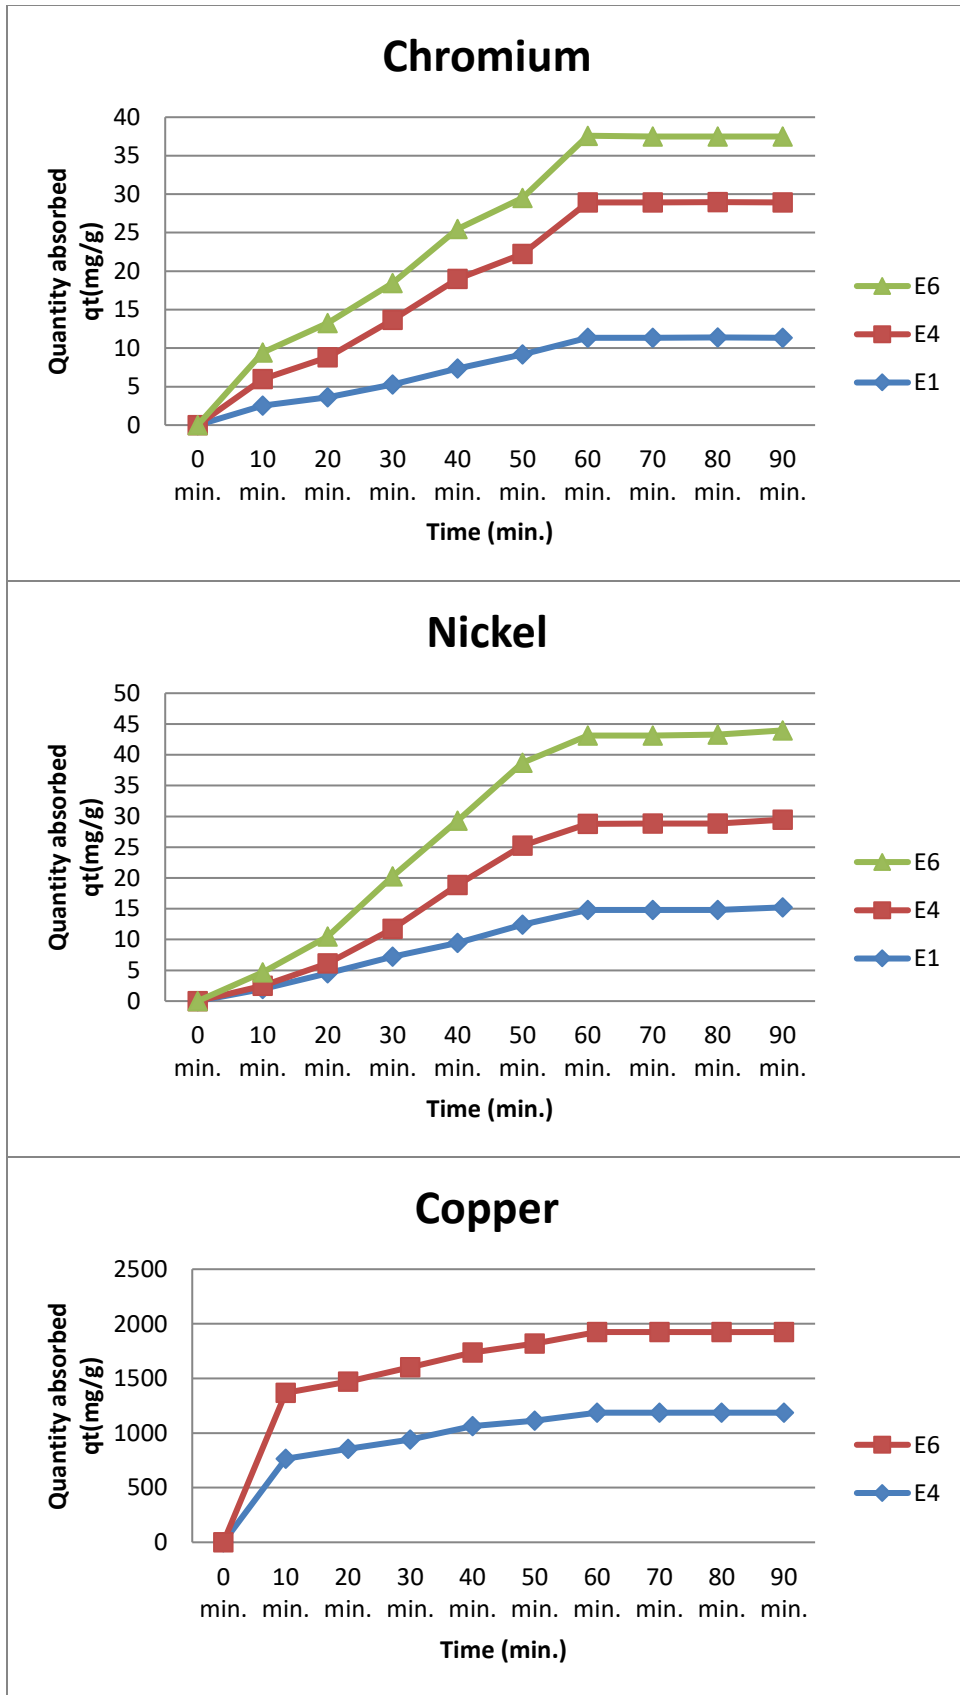 Chromium
Quantity absorbed
qt(mg/g)
40
35
30
25
20
15
10
5
0
0 10 20 30 40 50 60 70 80 90
min. min. min. min. min. min. min. min. min. min.
Time (min.)
E6
E4
E1
Nickel
Quantity absorbed
qt(mg/g)
50
45
40
35
30
25
20
15
10
5
0
0 10 20 30 40 50 60 70 80 90
min. min. min. min. min. min. min. min. min. min.
Time (min.)
E6
E4
E1
Copper
Quantity absorbed
qt(mg/g)
2500
2000
1500
1000
500
0
0 10 20 30 40 50 60 70 80 90
min. min. min. min. min. min. min. min. min. min.
Time (min.)
E6
E4